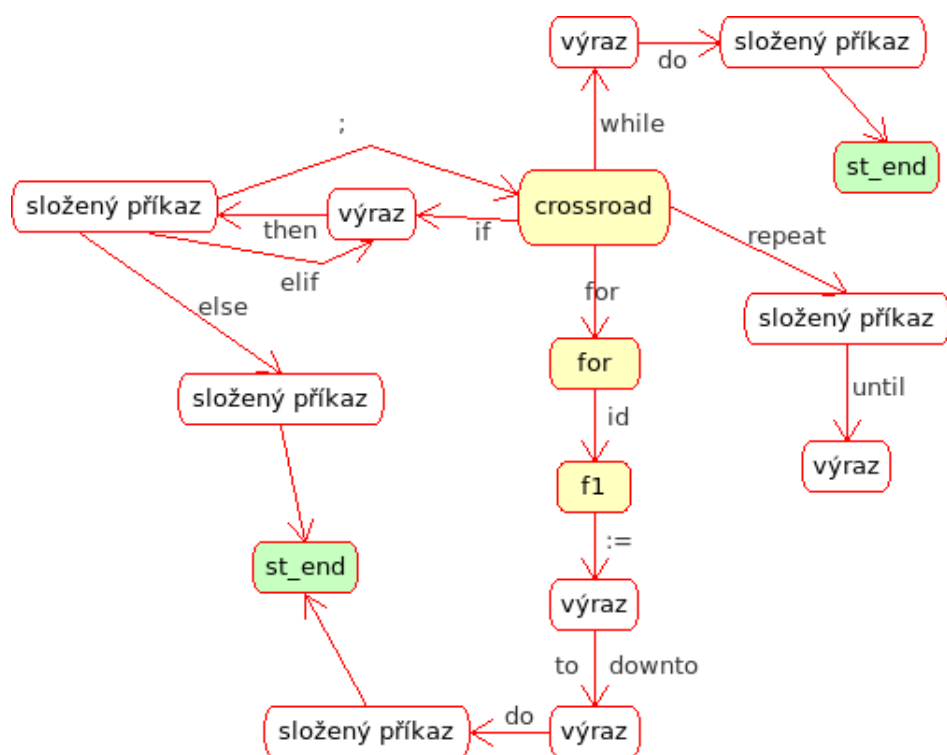 výraz
do
složený příkaz
while
st_end
;
složený příkaz
then
výraz
if
crossroad
elif
repeat
else
for
složený příkaz
for
until
složený příkaz
id
výraz
f1
:=
st_end
výraz
to
downto
složený příkaz
do
výraz